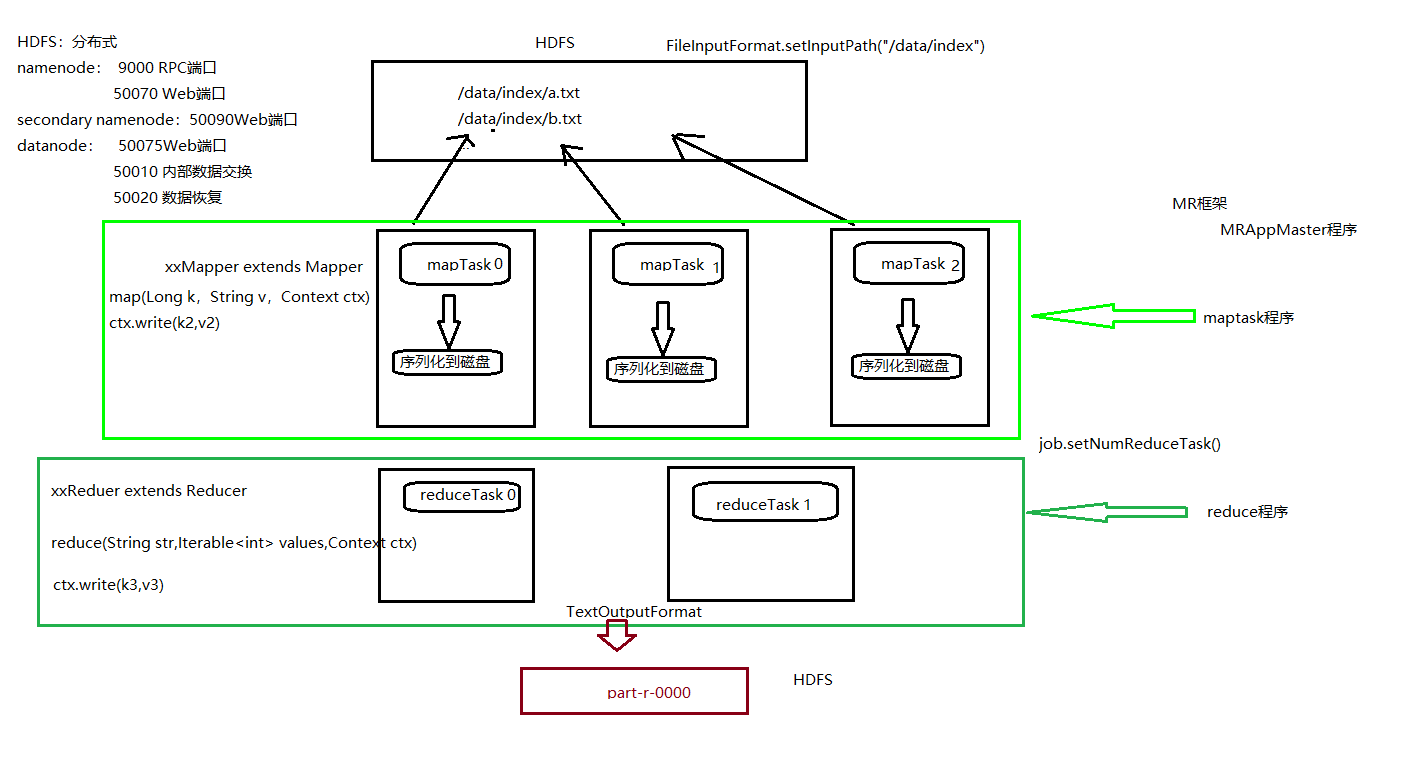 HDFS：分布式
namenode： 9000 RPC端口
50070 Web端口
secondary namenode：50090Web端口
datanode： 50075Web端口
50010 内部数据交换
50020 数据恢复
HDFS
FileInputFormat.setInputPath("/data/index")
/data/index/a.txt
/data/index/b.txt
...
MR框架
MRAppMaster程序
xxMapper extends Mapper
map(Long k，String v，Context ctx)
ctx.write(k2,v2)
mapTask 0
序列化到磁盘
mapTask 1
序列化到磁盘
mapTask 2
序列化到磁盘
maptask程序
job.setNumReduceTask()
xxReduer extends Reducer
reduce(String str,Iterable<int> values,Context ctx)
ctx.write(k3,v3)
reduceTask 0
reduceTask 1
reduce程序
TextOutputFormat
part-r-0000
HDFS